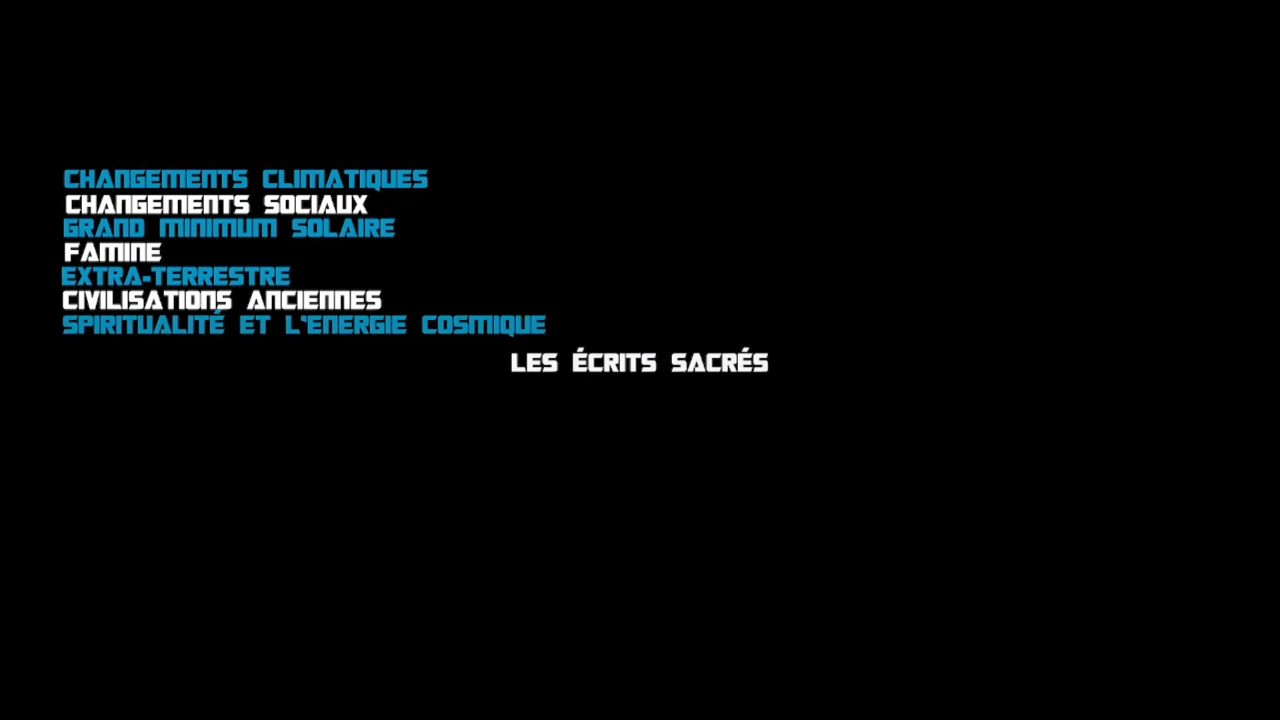 CHANGEMENTS CLIMATIQUES
CHANGEMENTS SOCIAUX
GRAND MINIMUM SOLAIRE
FAMINE
EXTRA-TERRESTRE
CIVILISATIONS ANCIENNES
SPIRITUALITÉ ET L'ENERGIE COSMIQUE
LES ÉCRITS SACRÉS